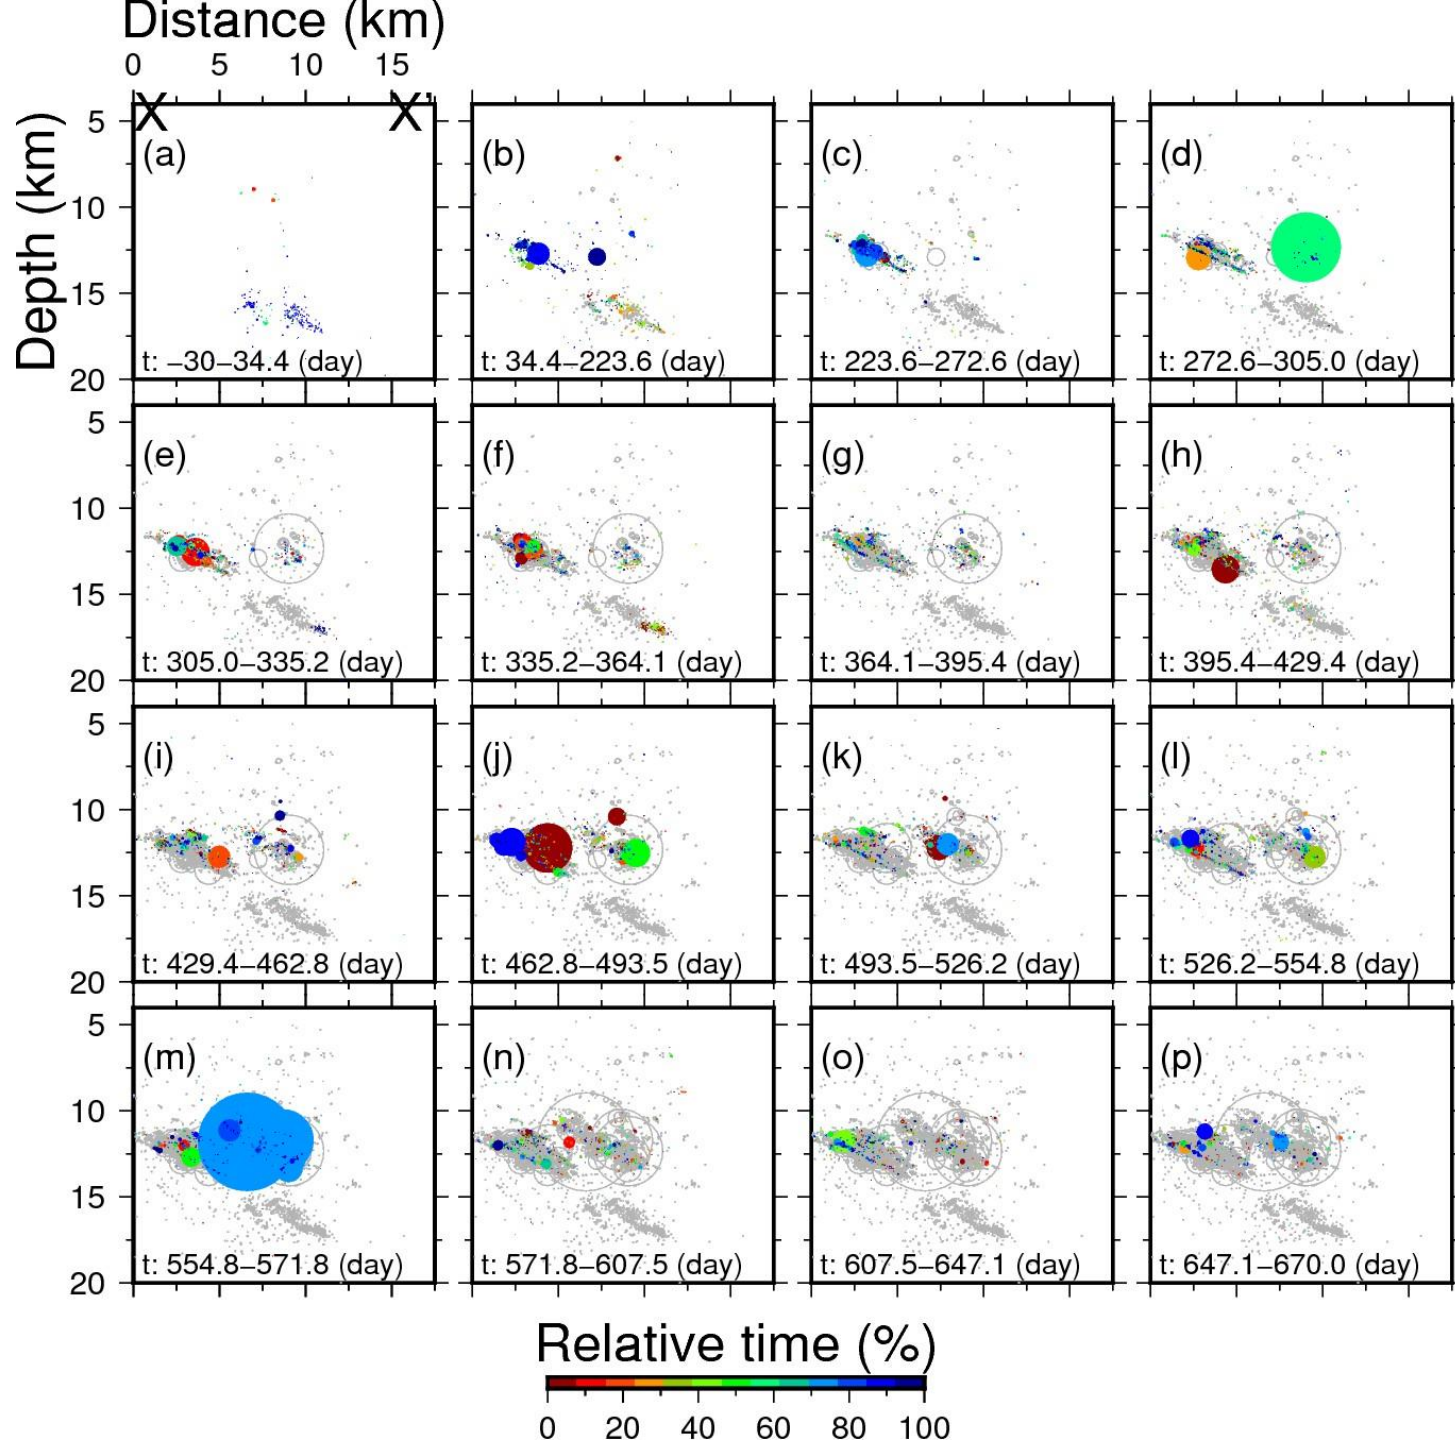 Distance (km)
0 5 10 15
X X'
Depth (km)
5
10
15
20
(a)
t: −30−34.4 (day)
(b)
t: 34.4−223.6 (day)
(c)
t: 223.6−272.6 (day)
(d)
t: 272.6−305.0 (day)
5
10
15
20
(e)
t: 305.0−335.2 (day)
(f)
t: 335.2−364.1 (day)
(g)
t: 364.1−395.4 (day)
(h)
t: 395.4−429.4 (day)
5
10
15
20
(i)
t: 429.4−462.8 (day)
(j)
t: 462.8−493.5 (day)
(k)
t: 493.5−526.2 (day)
(l)
t: 526.2−554.8 (day)
5
10
15
20
(m)
t: 554.8−571.8 (day)
(n)
t: 571.8−607.5 (day)
(o)
t: 607.5−647.1 (day)
(p)
t: 647.1−670.0 (day)
Relative time (%)
0 20 40 60 80 100